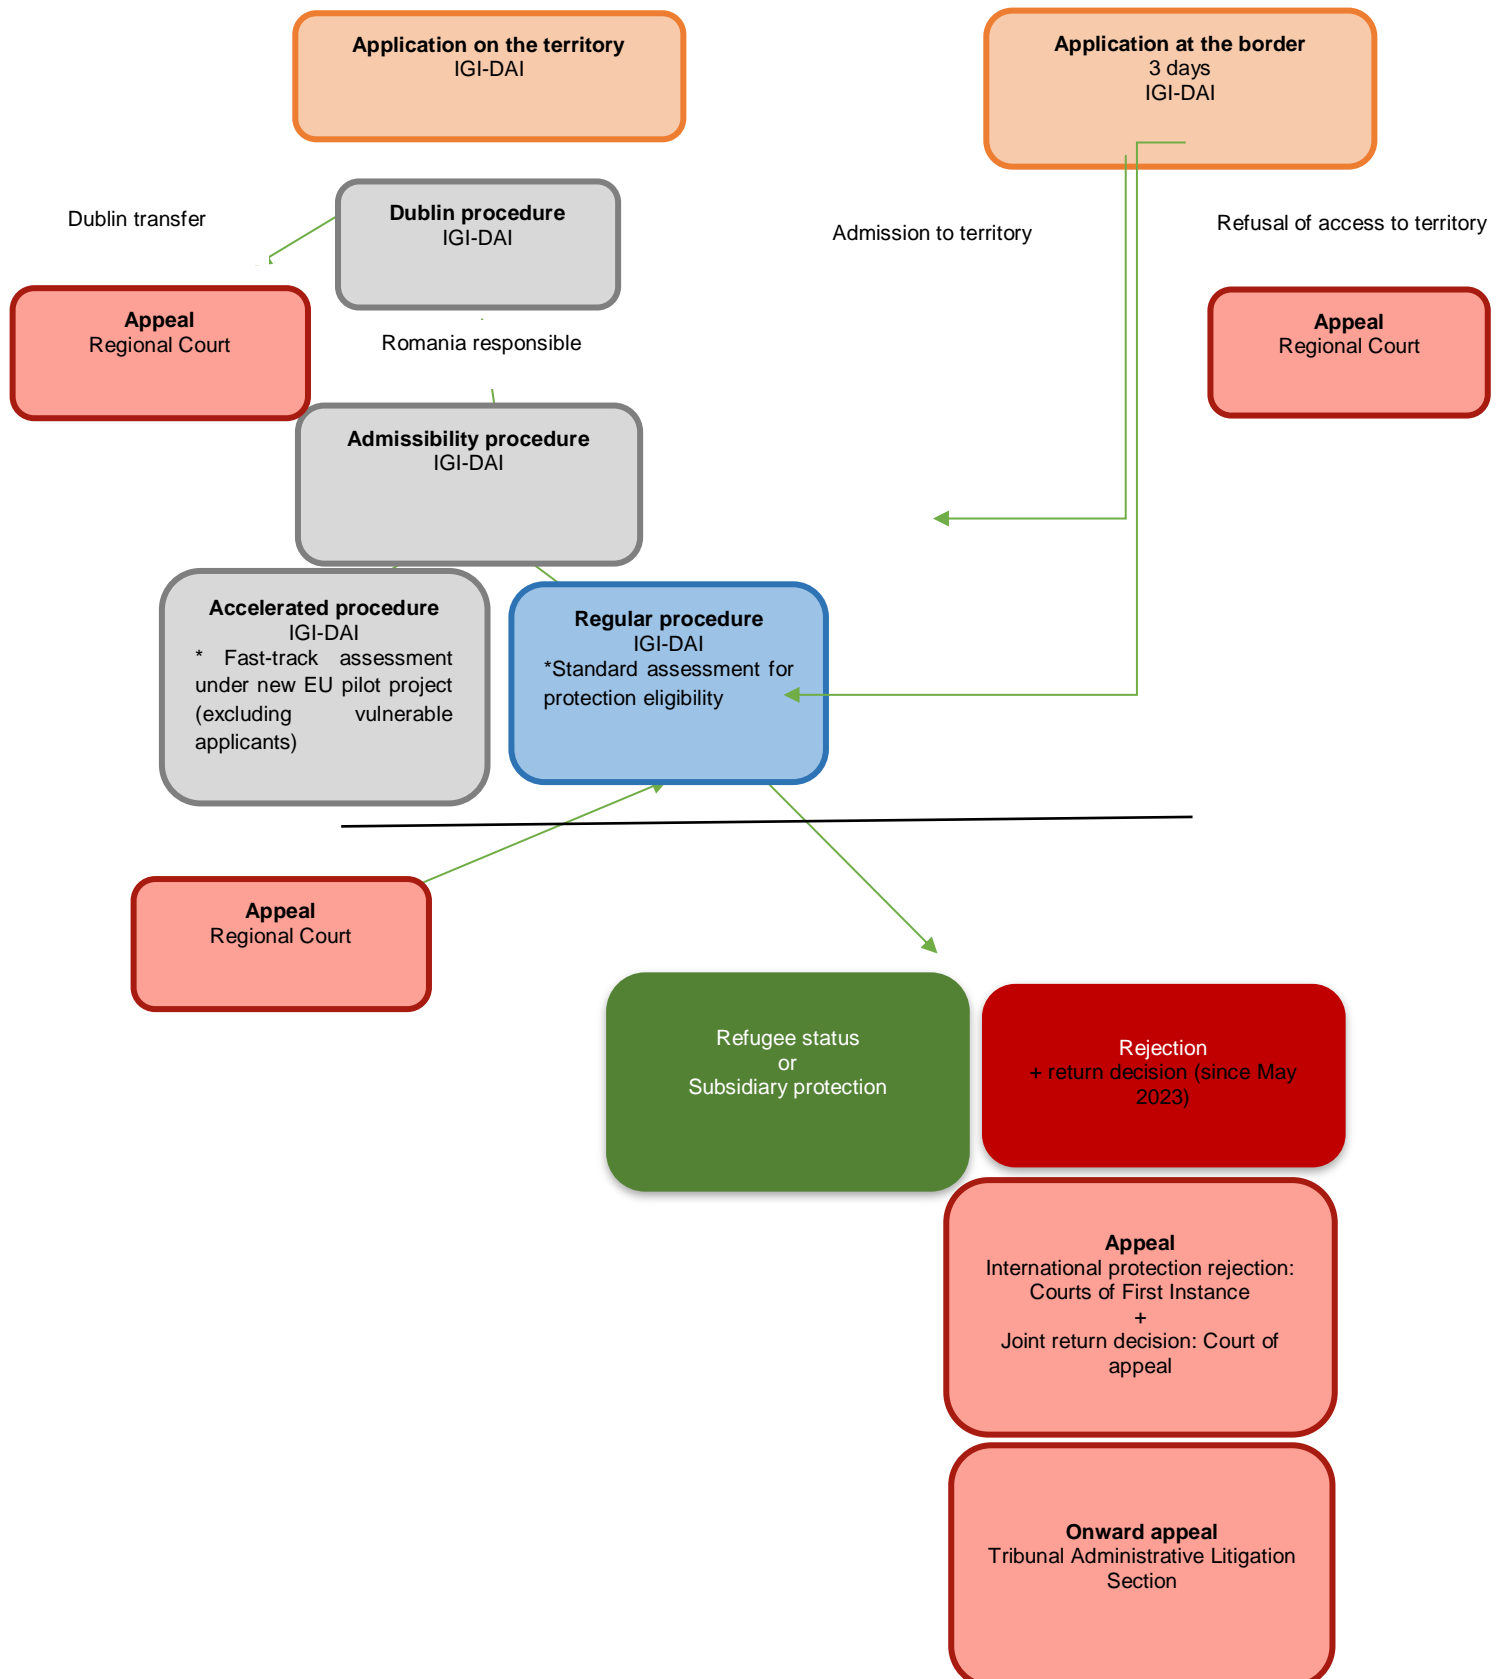 Application on the territory
IGI-DAI
Application at the border
3 days
IGI-DAI
Dublin transfer
Dublin procedure
IGI-DAI
Admission to territory
Refusal of access to territory
Appeal
Regional Court
Romania responsible
Appeal
Regional Court
Admissibility procedure
IGI-DAI
Accelerated procedure
IGI-DAI
* Fast-track assessment
under new EU pilot project
(excluding vulnerable
applicants)
Regular procedure
IGI-DAI
*Standard assessment for
protection eligibility
Appeal
Regional Court
Refugee status
or
Subsidiary protection
Rejection
+ return decision (since May
2023)
Appeal
International protection rejection:
Courts of First Instance
+
Joint return decision: Court of
appeal
Onward appeal
Tribunal Administrative Litigation
Section